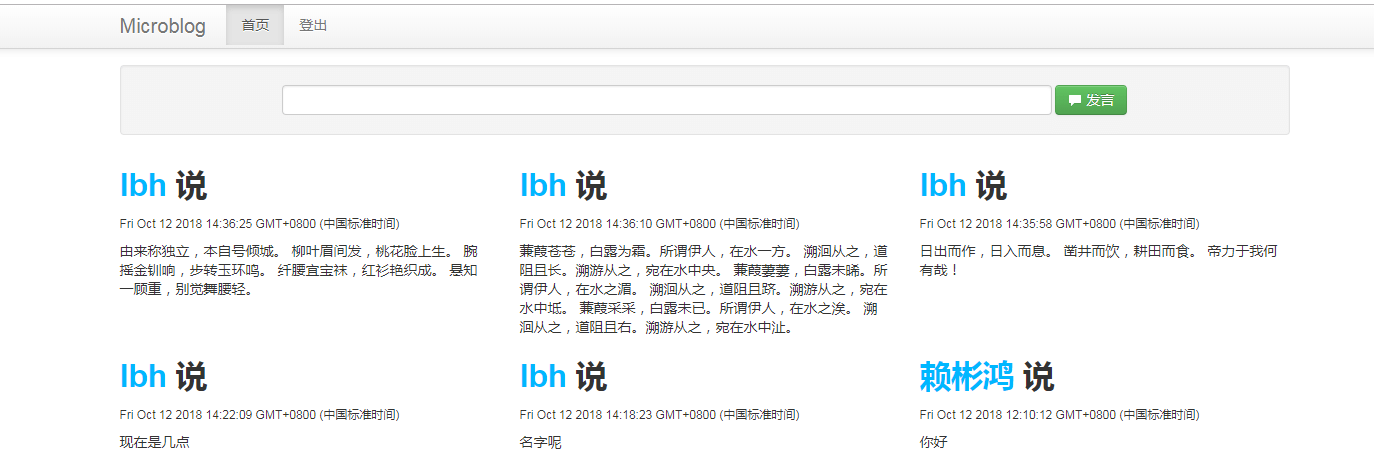 Microblog 首页 登出
发言
lbh 说
Fri Oct 12 2018 14:36:25 GMT+0800 (中国标准时间)
由来称独立，本自号倾城。 柳叶眉间发，桃花脸上生。 腕
摇金钏响，步转玉环鸣。 纤腰宜宝袜，红衫艳织成。 悬知
一顾重，别觉舞腰轻。
lbh 说
Fri Oct 12 2018 14:36:10 GMT+0800 (中国标准时间)
蒹葭苍苍，白露为霜。所谓伊人，在水一方。 溯洄从之，道
阻且长。溯游从之，宛在水中央。 蒹葭萋萋，白露未晞。所
谓伊人，在水之湄。 溯洄从之，道阻且跻。溯游从之，宛在
水中坻。 蒹葭采采，白露未已。所谓伊人，在水之涘。 溯
洄从之，道阻且右。溯游从之，宛在水中沚。
lbh 说
Fri Oct 12 2018 14:35:58 GMT+0800 (中国标准时间)
日出而作，日入而息。 凿井而饮，耕田而食。 帝力于我何
有哉！
lbh 说
Fri Oct 12 2018 14:22:09 GMT+0800 (中国标准时间)
现在是几点
lbh 说
Fri Oct 12 2018 14:18:23 GMT+0800 (中国标准时间)
名字呢
赖彬鸿 说
Fri Oct 12 2018 12:10:12 GMT+0800 (中国标准时间)
你好